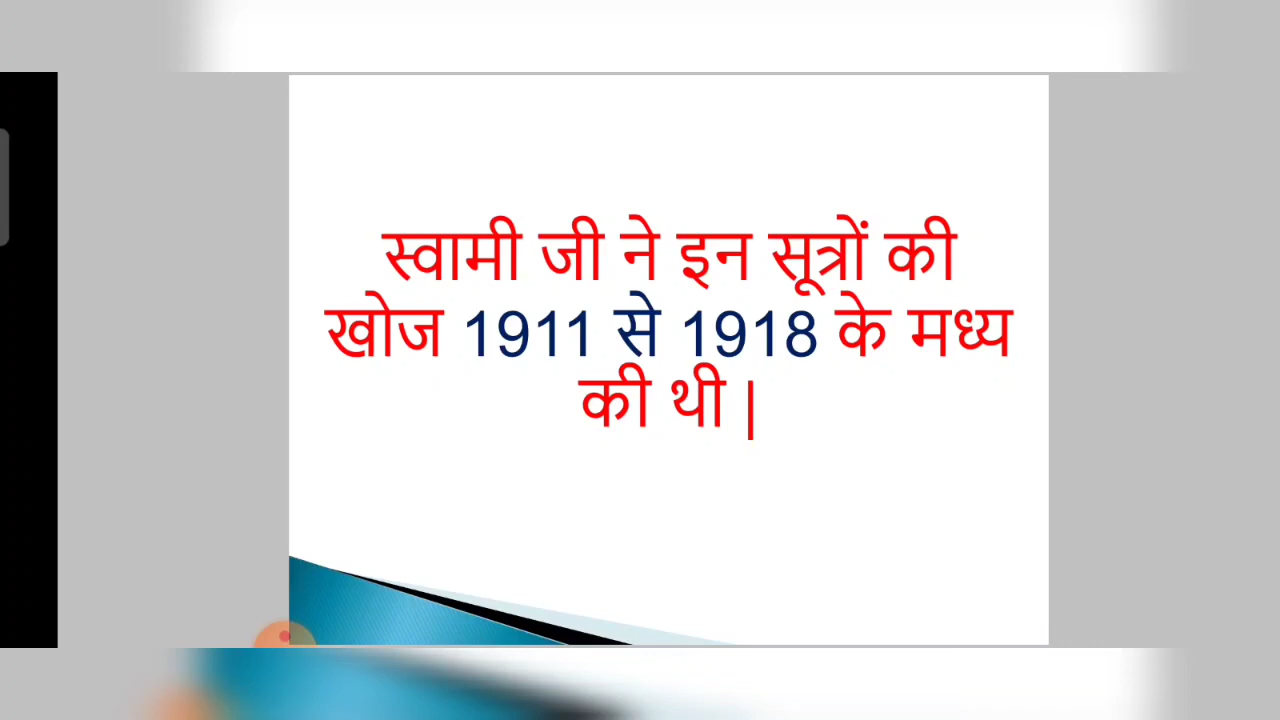 स्वामी जी ने इन सूत्रों की
खोज 1911 से 1918 के मध्य
की थी |